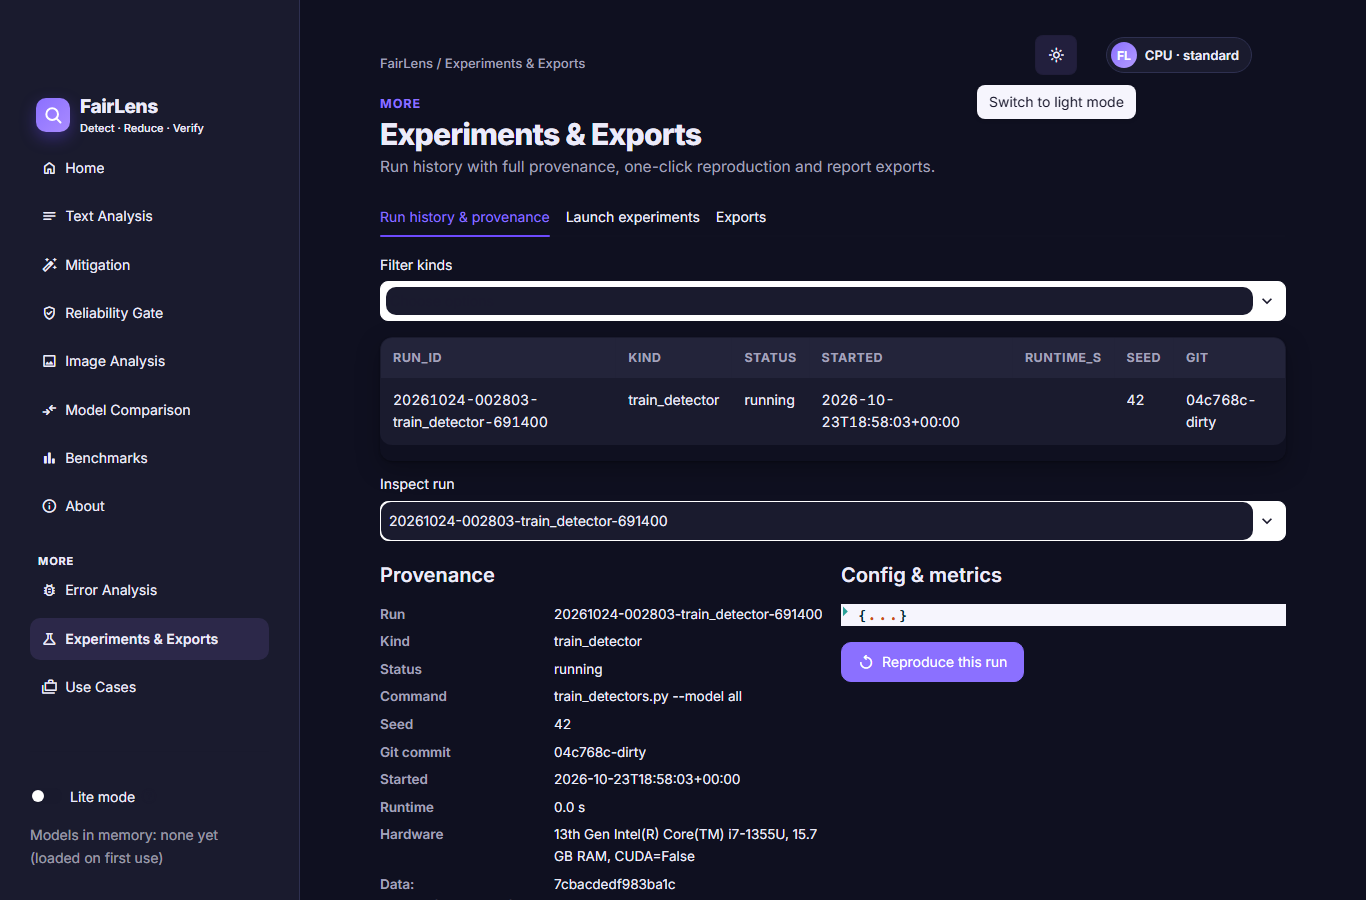 FairLens
Detect · Reduce · Verify
Home
Text Analysis
Mitigation
Reliability Gate
Image Analysis
Model Comparison
Benchmarks
About
MORE
Error Analysis
Experiments & Exports
Use Cases
Lite mode
Models in memory: none yet
(loaded on first use)
FairLens / Experiments & Exports
FL CPU · standard
Switch to light mode
MORE
Experiments & Exports
Run history with full provenance, one-click reproduction and report exports.
Run history & provenance Launch experiments Exports
Filter kinds
RUN_ID KIND STATUS STARTED RUNTIME_S SEED GIT
20261024-002803- train_detector running 2026-10- 42 04c768c-
train_detector-691400 23T18:58:03+00:00 dirty
Inspect run
20261024-002803-train_detector-691400
Provenance
Run 20261024-002803-train_detector-691400
Kind train_detector
Status running
Command train_detectors.py --model all
Seed 42
Git commit 04c768c-dirty
Started 2026-10-23T18:58:03+00:00
Runtime 0.0 s
Hardware 13th Gen Intel(R) Core(TM) i7-1355U, 15.7
GB RAM, CUDA=False
Data: 7cbacdedf983ba1c
Config & metrics
{...}
Reproduce this run